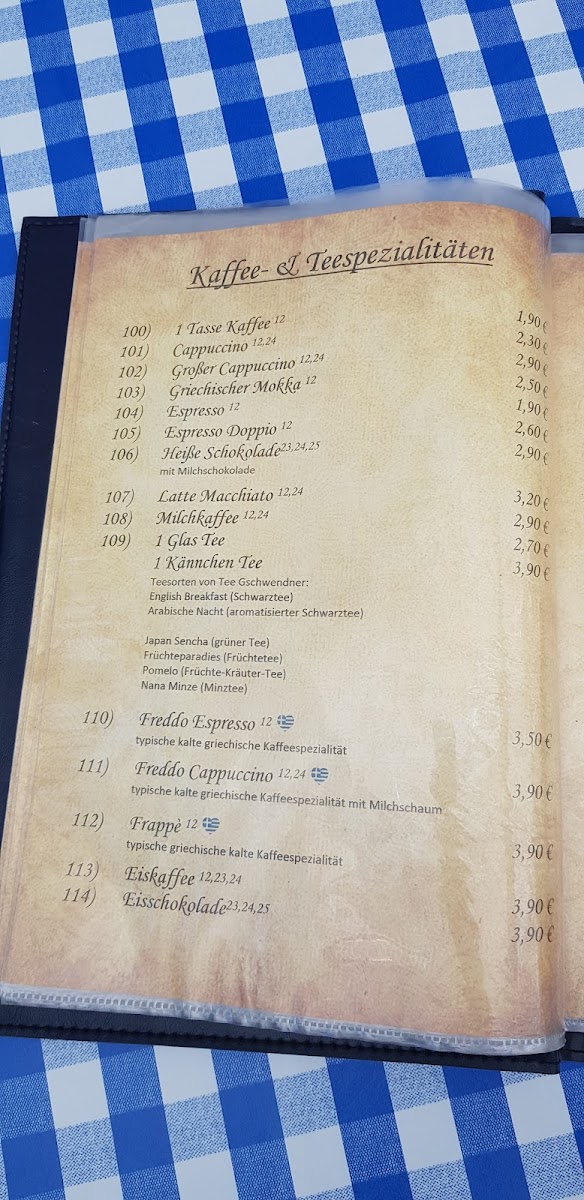 Kaffee- & Teespezialitäten
100) 1 Tasse Kaffee 12 1,90 €
101) Cappuccino 12,24 2,30 €
102) Großer Cappuccino 12,24 2,90 €
103) Griechischer Mokka 12 2,50 €
104) Espresso 12 1,90 €
105) Espresso Doppio 12 2,60 €
106) Heiße Schokolade23,24,25 2,90 €
mit Milchschokolade
107) Latte Macchiato 12,24 3,20 €
108) Milchkaffee 12,24 2,90 €
109) 1 Glas Tee 2,70 €
1 Kännchen Tee 3,90 €
Teesorten von Tee Gschwendner:
English Breakfast (Schwarztee)
Arabische Nacht (aromatisierter Schwarztee)
Japan Sencha (grüner Tee)
Früchteparadies (Früchtetee)
Pomelo (Früchte-Kräuter-Tee)
Nana Minze (Minztee)
110) Freddo Espresso 12 3,50 €
typische kalte griechische Kaffeespezialität
111) Freddo Cappuccino 12,24 3,90 €
typische kalte griechische Kaffeespezialität mit Milchschaum
112) Frappè 12 3,90 €
typische griechische kalte Kaffeespezialität
113) Eiskaffee 12,23,24 3,90 €
114) Eisschokolade23,24,25 3,90 €